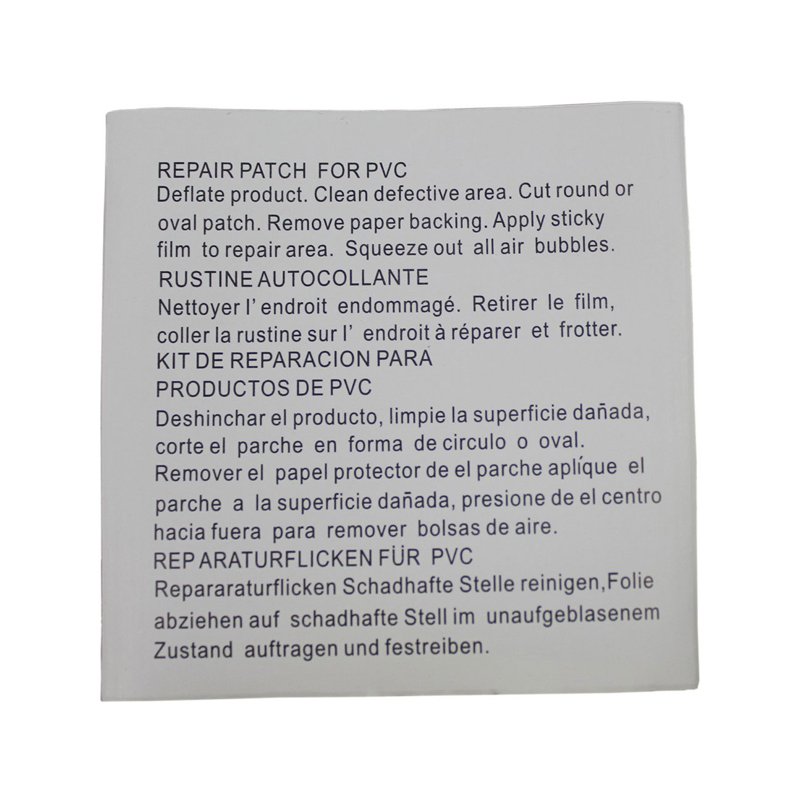 REPAIR PATCH FOR PVC
Deflate product. Clean defective area. Cut round or
oval patch. Remove paper backing. Apply sticky
film to repair area. Squeeze out all air bubbles.
RUSTINE AUTOCOLLANTE
Nettoyer l' endroit endommagé. Retirer le film,
coller la rustine sur l' endroit à réparer et frotter.
KIT DE REPARACION PARA
PRODUCTOS DE PVC
Deshinchar el producto, limpie la superficie dañada,
corte el parche en forma de circulo o oval.
Remover el papel protector de el parche aplíque el
parche a la superficie dañada, presione de el centro
hacia fuera para remover bolsas de aire.
REP ARATURFLICKEN FÜR PVC
Repararaturflicken Schadhafte Stelle reinigen,Folie
abziehen auf schadhafte Stell im unaufgeblasenem
Zustand auftragen und festreiben.